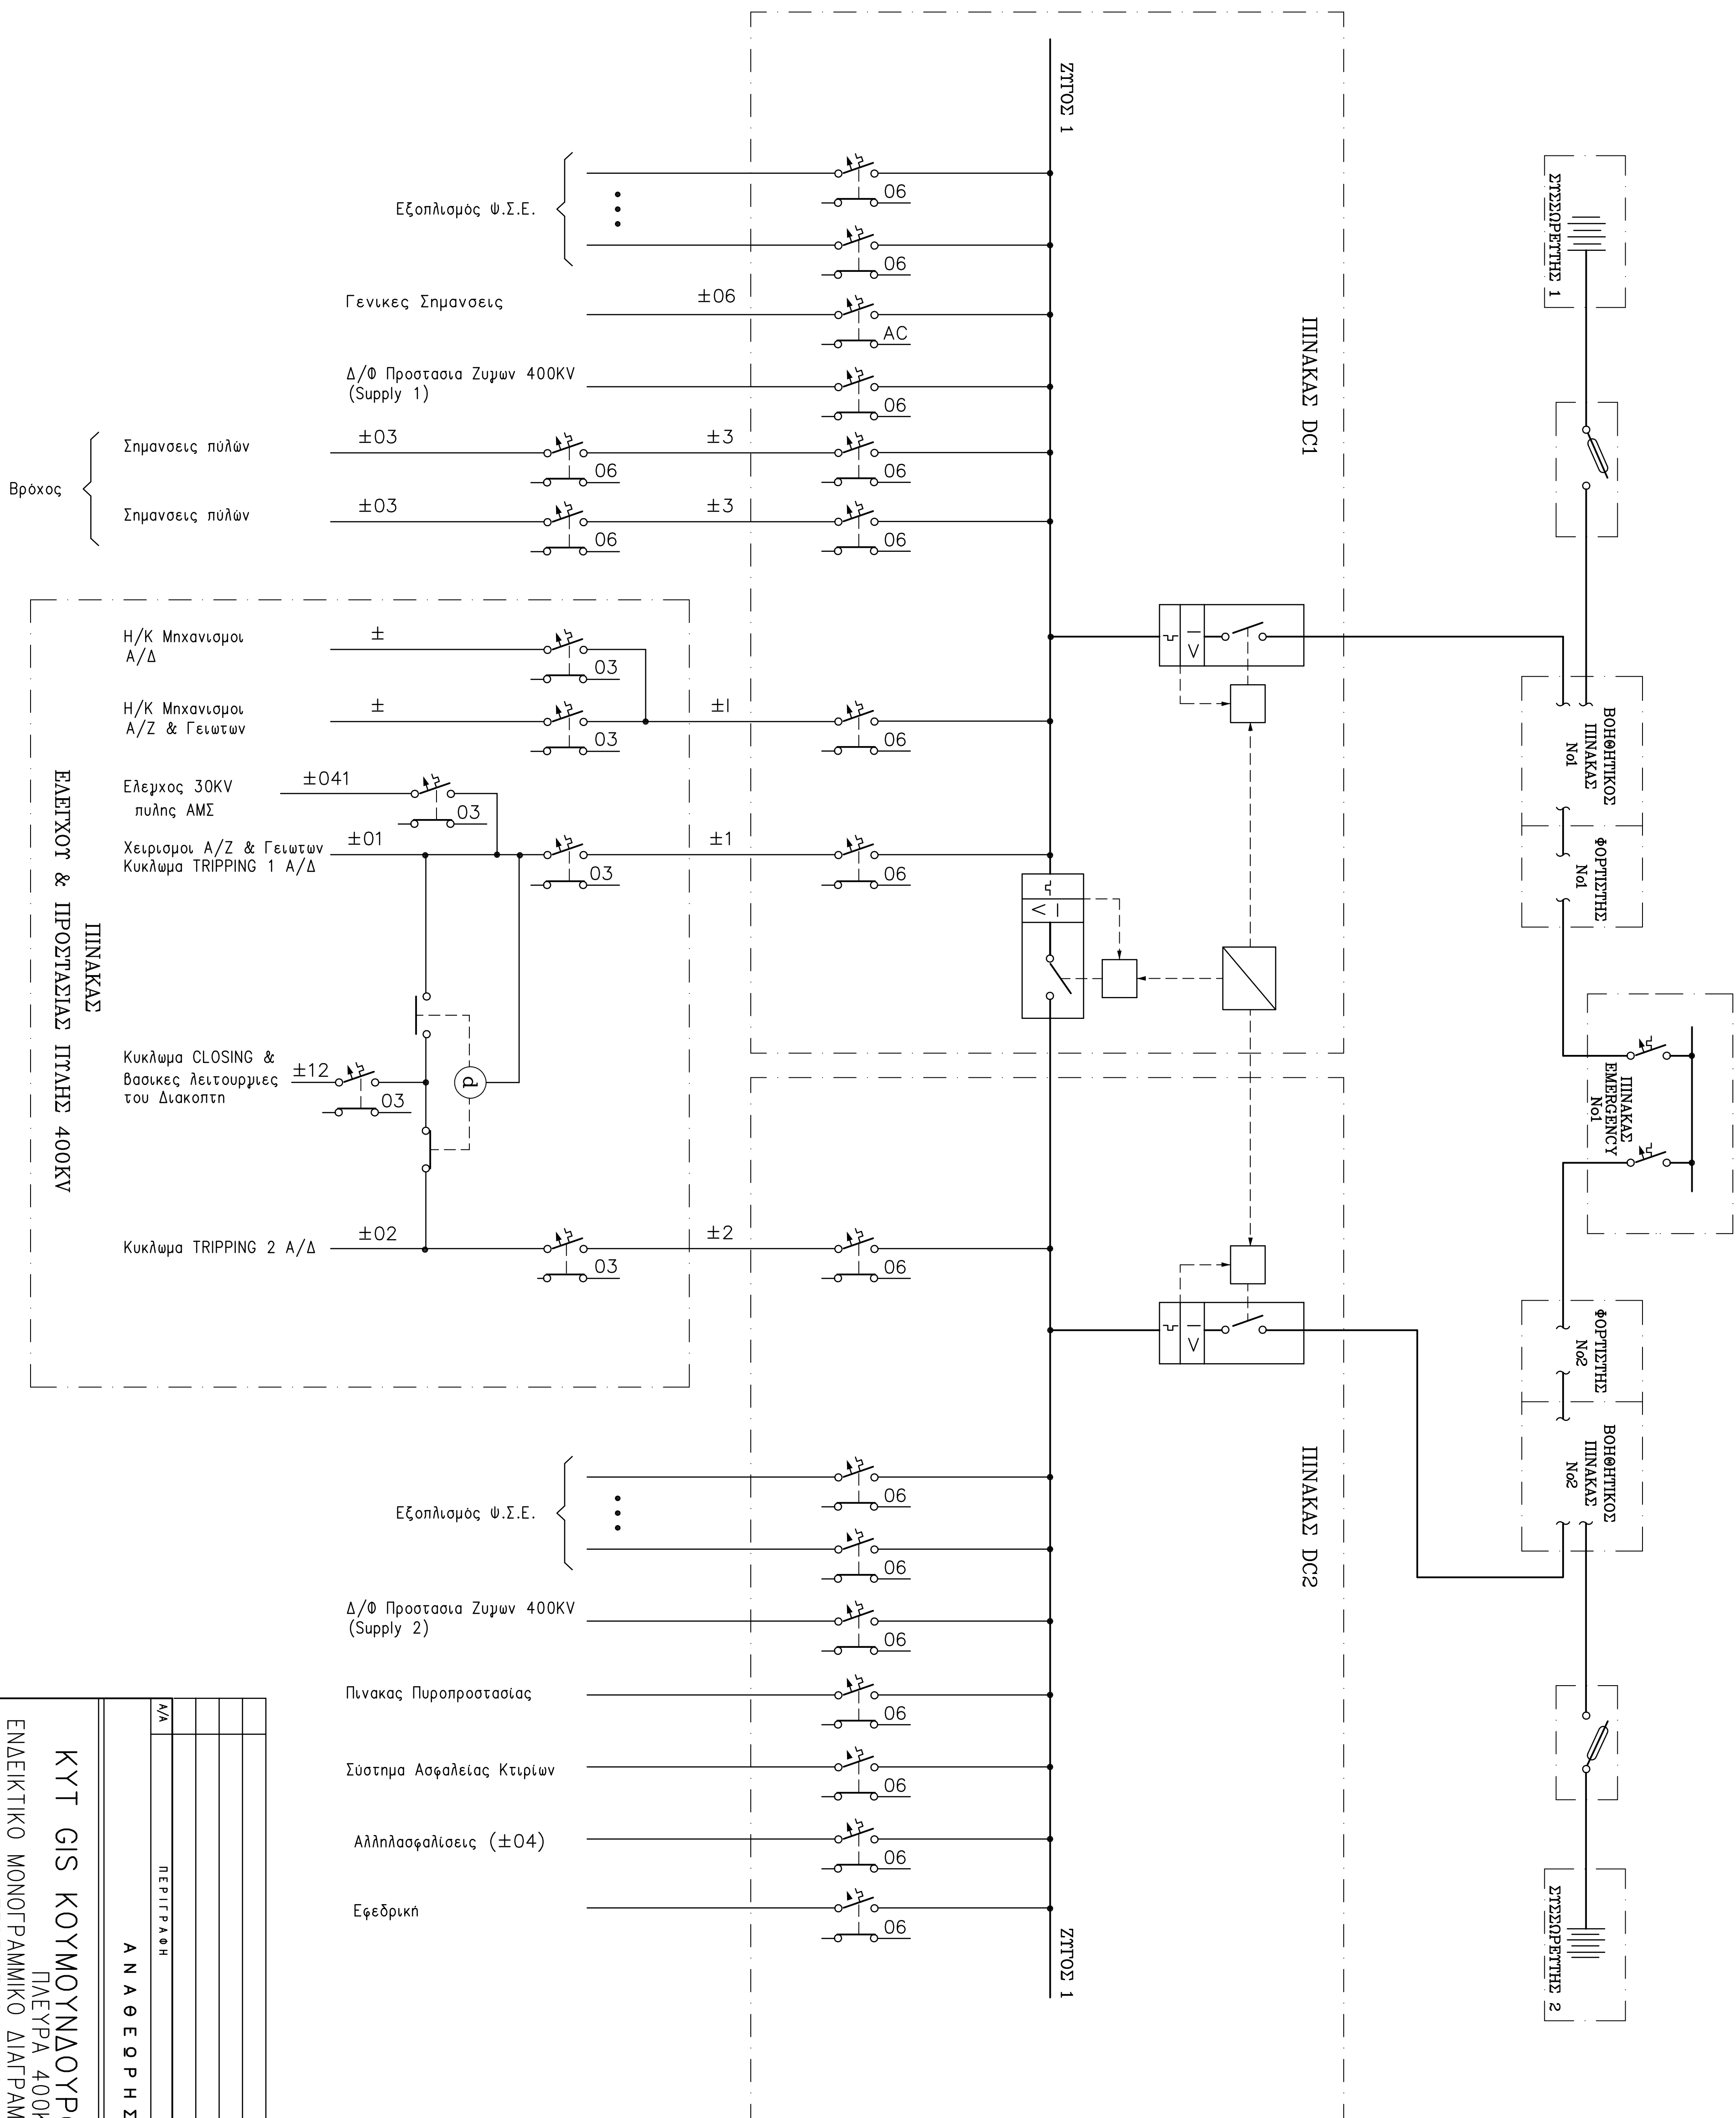 ΖΥΓΟΣ 1
ΣΥΣΣΩΡΕΥΤΗΣ 1
06
Εξοπλισμός Ψ.Σ.Ε.
06
Γενικες Σημανσεις
±06
AC
ΠΙΝΑΚΑΣ DC1
Δ/Φ Προστασια Ζυγων 400KV
(Supply 1)
06
Σημανσεις πύλών
±03
06
±3
06
Βρόχος
Σημανσεις πύλών
±03
06
±3
06
Η/Κ Μηχανισμοι
Α/Δ
±
03
Η/Κ Μηχανισμοι
Α/Ζ & Γειωτων
±
03
±I
06
ΒΟΗΘΗΤΙΚΟΣ
ΠΙΝΑΚΑΣ
No1
ΦΟΡΤΙΣΤΗΣ
No1
Ελεγχος 30KV
πυλης ΑΜΣ
±041
03
Χειρισμοι Α/Ζ & Γειωτων
Κυκλωμα TRIPPING 1 Α/Δ
±01
03
±1
06
I
>
I
>
ΠΙΝΑΚΑΣ
ΕΛΕΓΧΟΥ & ΠΡΟΣΤΑΣΙΑΣ ΠΥΛΗΣ 400KV
Κυκλωμα CLOSING &
βασικες λειτουργιες
του Διακοπτη
±12
03
d
ΠΙΝΑΚΑΣ
EMERGENCY
No1
Κυκλωμα TRIPPING 2 Α/Δ
±02
03
±2
06
I
>
ΦΟΡΤΙΣΤΗΣ
No2
ΒΟΗΘΗΤΙΚΟΣ
ΠΙΝΑΚΑΣ
No2
ΠΙΝΑΚΑΣ DC2
06
Εξοπλισμός Ψ.Σ.Ε.
06
Δ/Φ Προστασια Ζυγων 400KV
(Supply 2)
06
Πινακας Πυροπροστασίας
06
Σύστημα Ασφαλείας Κτιρίων
06
Αλληλασφαλίσεις (±04)
06
Εφεδρική
06
ΖΥΓΟΣ 1
ΣΥΣΣΩΡΕΥΤΗΣ 2
Α/Α
ΠΕΡΙΓΡΑΦΗ
ΑΝΑΘΕΩΡΗΣ
ΚΥΤ GIS ΚΟΥΜΟΥΝΔΟΥΡ
ΠΛΕΥΡΑ 400
ΕΝΔΕΙΚΤΙΚΟ ΜΟΝΟΓΡΑΜΜΙΚΟ ΔΙΑΓΡΑΜ